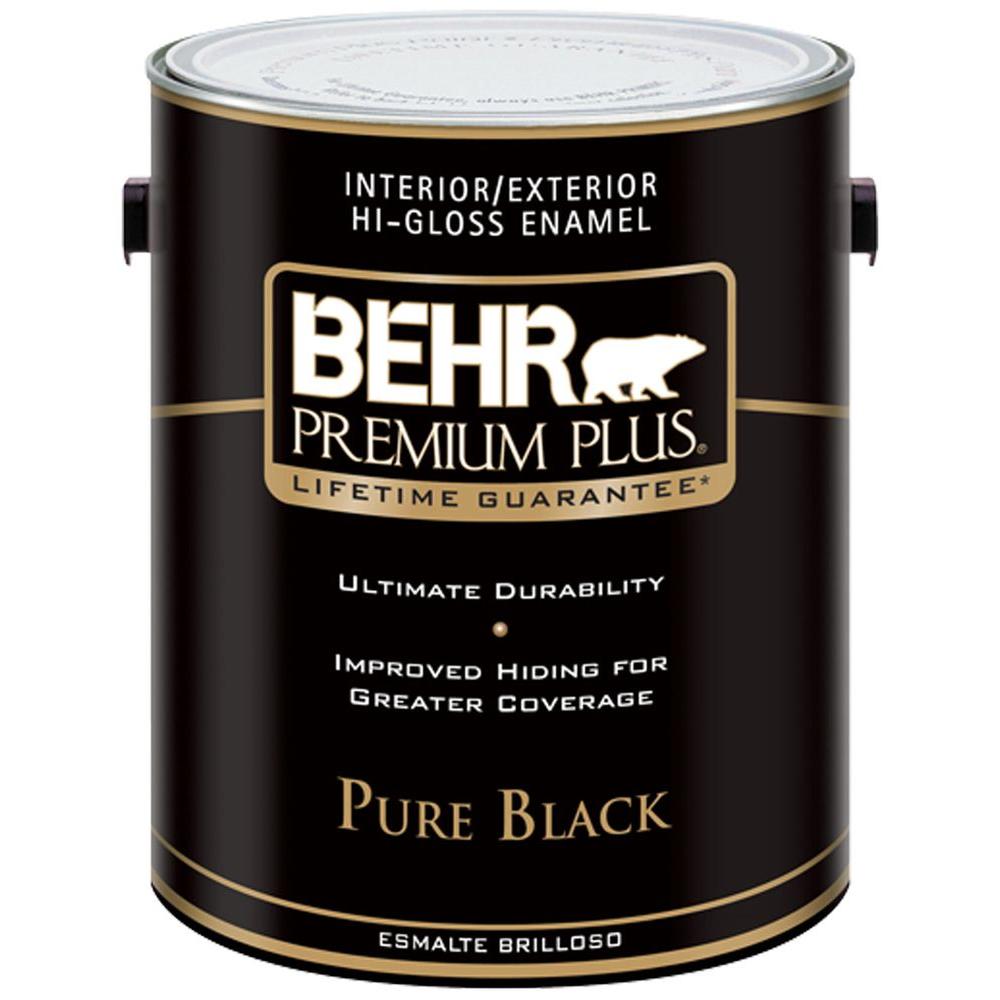 INTERIOR/EXTERIOR
HI-GLOSS ENAMEL
BEHR
PREMIUM PLUS®
LIFETIME GUARANTEE*
ULTIMATE DURABILITY
IMPROVED HIDING FOR
GREATER COVERAGE
PURE BLACK
ESMALTE BRILLOSO